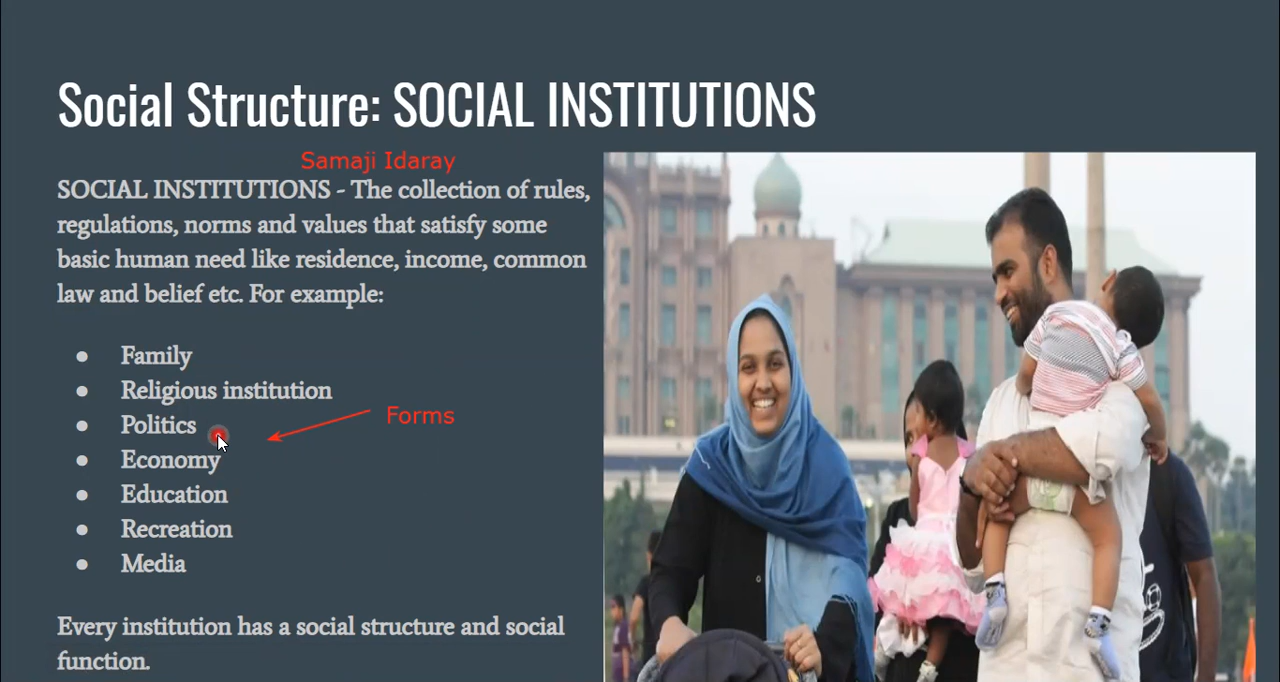 Social Structure: SOCIAL INSTITUTIONS
Samaji Idaray
SOCIAL INSTITUTIONS - The collection of rules,
regulations, norms and values that satisfy some
basic human need like residence, income, common
law and belief etc. For example:
● Family
● Religious institution
● Politics
Forms
● Economy
● Education
● Recreation
● Media
Every institution has a social structure and social
function.